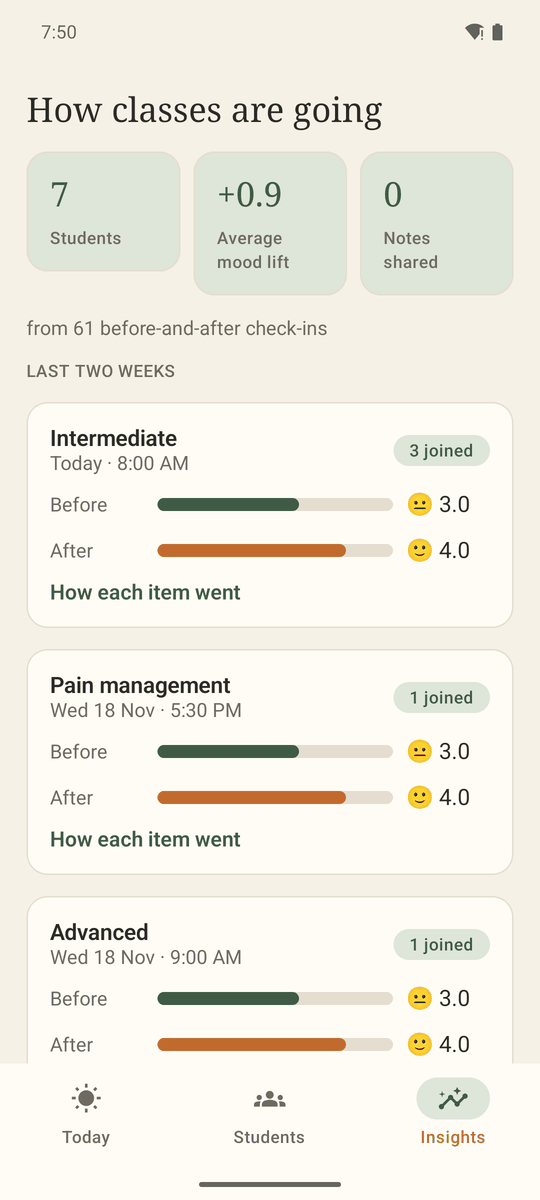 7:50
How classes are going
7
Students
+0.9
Average
mood lift
0
Notes
shared
from 61 before-and-after check-ins
LAST TWO WEEKS
Intermediate
Today · 8:00 AM
3 joined
Before
3.0
After
4.0
How each item went
Pain management
Wed 18 Nov · 5:30 PM
1 joined
Before
3.0
After
4.0
How each item went
Advanced
Wed 18 Nov · 9:00 AM
1 joined
Before
3.0
After
4.0
Today
Students
Insights